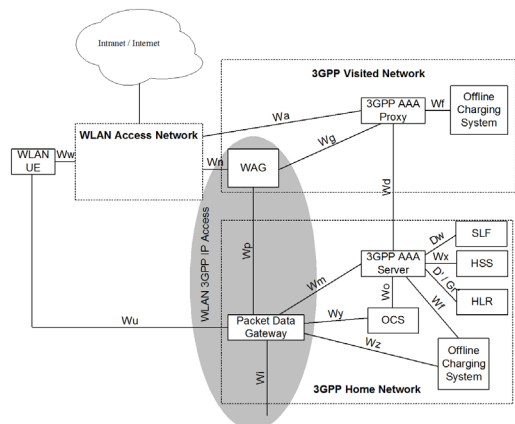 Intranet / Internet
3GPP Visited Network
3GPP AAA
Proxy
Wf
Offline
Charging
System
Wa
WLAN Access Network
WLAN
UE
Ww
Wn
WAG
Wg
Wd
WLAN 3GPP IP Access
Wp
SLF
Dw
3GPP AAA
Server
Wx
HSS
D' / Gr'
HLR
Wm
Wo
Wf
Wu
Packet Data
Gateway
Wy
OCS
Wz
Offline
Charging
System
Wi
3GPP Home Network